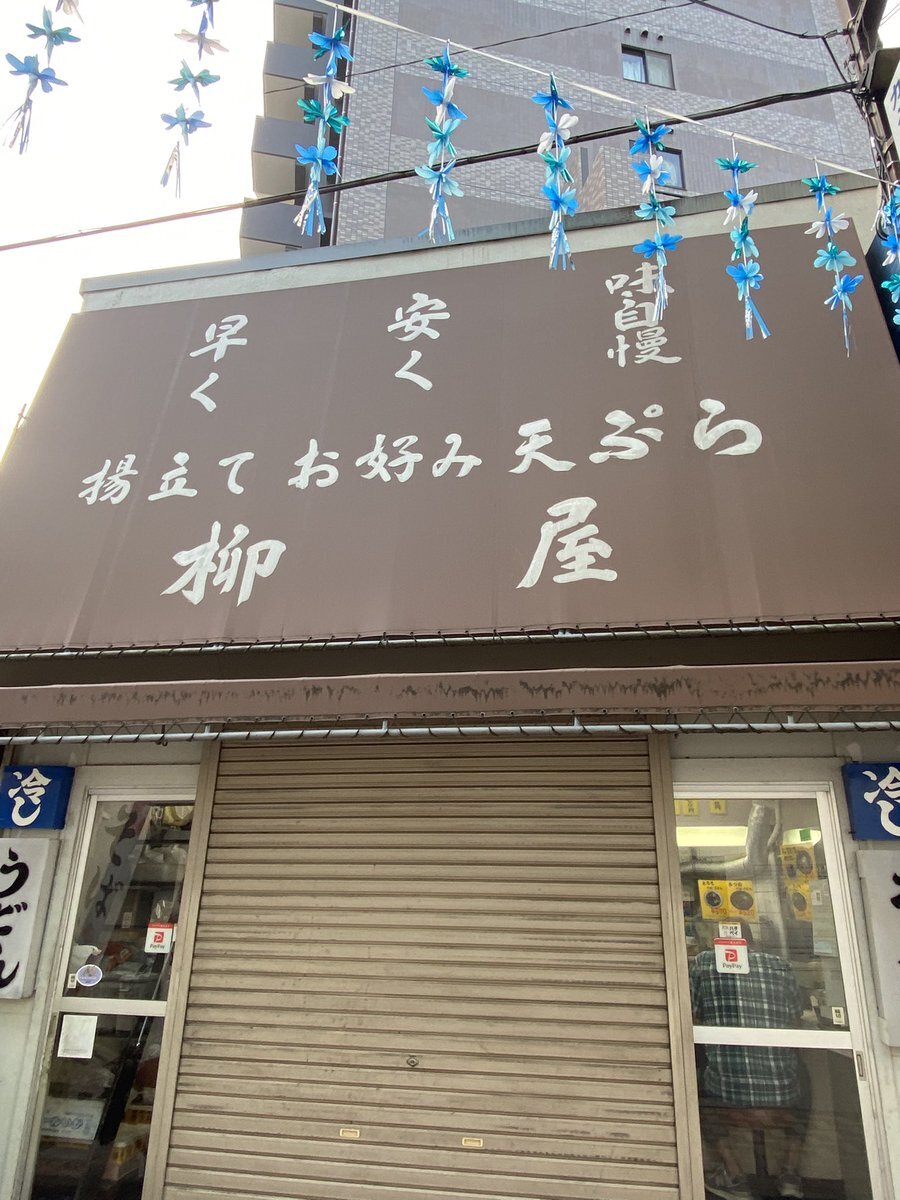 味自慢
安く
早く
揚立て お好み 天ぷら
柳屋
冷し
うどん
冷し
PayPay
PayPay